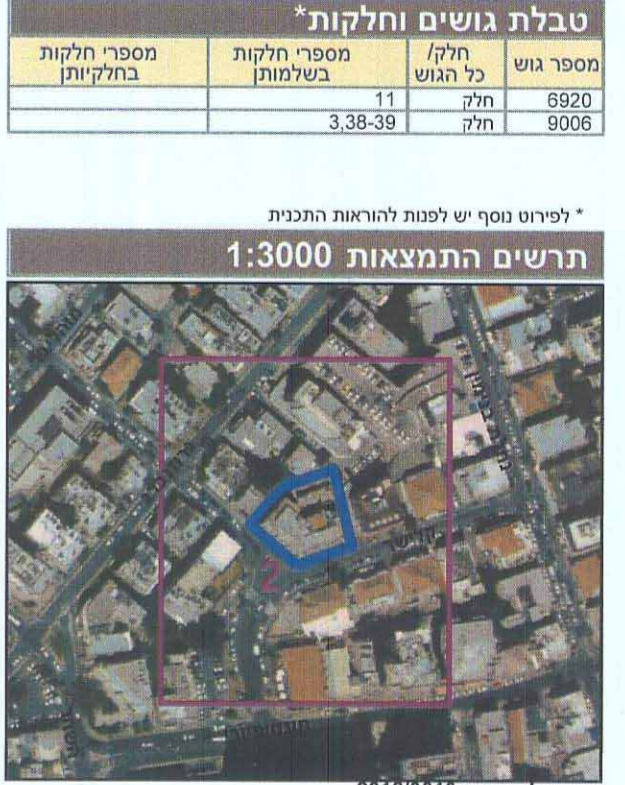 טבלת גושים וחלקות*
מספר גוש חלק/ כל הגוש מספרי חלקות בשלמותן מספרי חלקות בחלקיותן
6920 חלק 11
9006 חלק 3,38-39
* לפירוט נוסף יש לפנות להוראות התכנית
תרשים התמצאות 1:3000
2